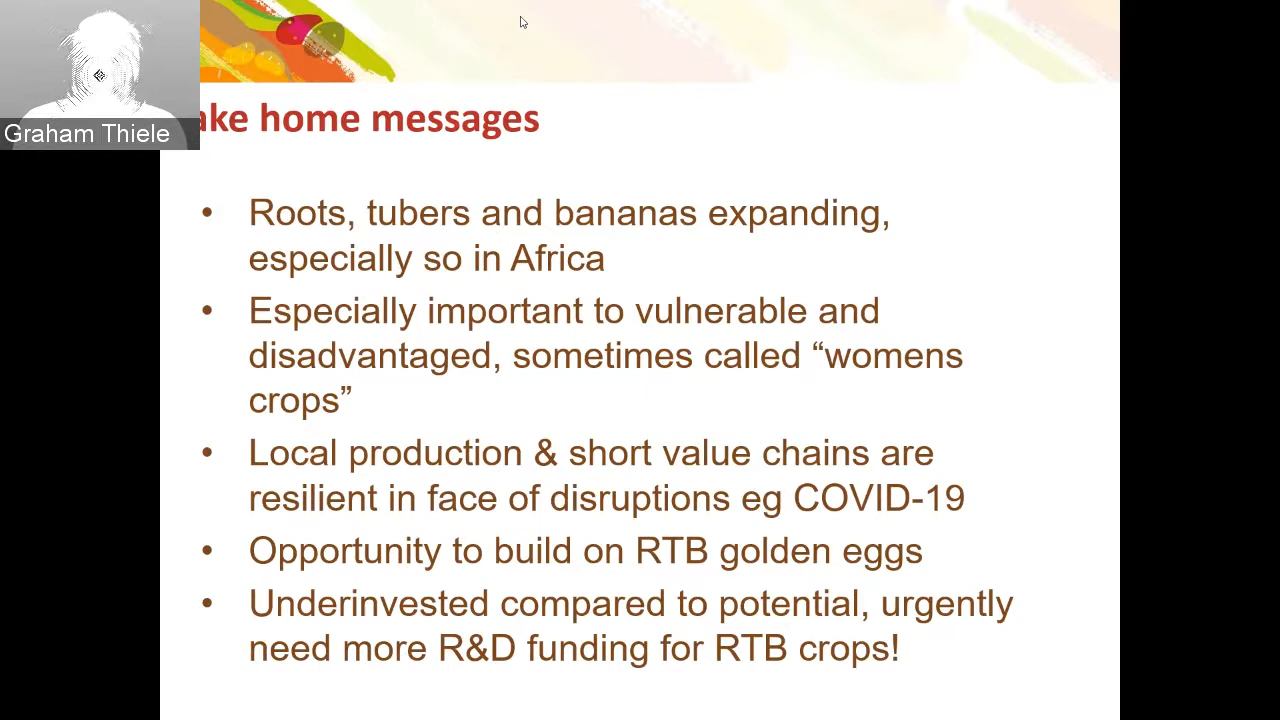 Graham Thiele
ake home messages
• Roots, tubers and bananas expanding,
especially so in Africa
• Especially important to vulnerable and
disadvantaged, sometimes called “womens
crops”
• Local production & short value chains are
resilient in face of disruptions eg COVID-19
• Opportunity to build on RTB golden eggs
• Underinvested compared to potential, urgently
need more R&D funding for RTB crops!